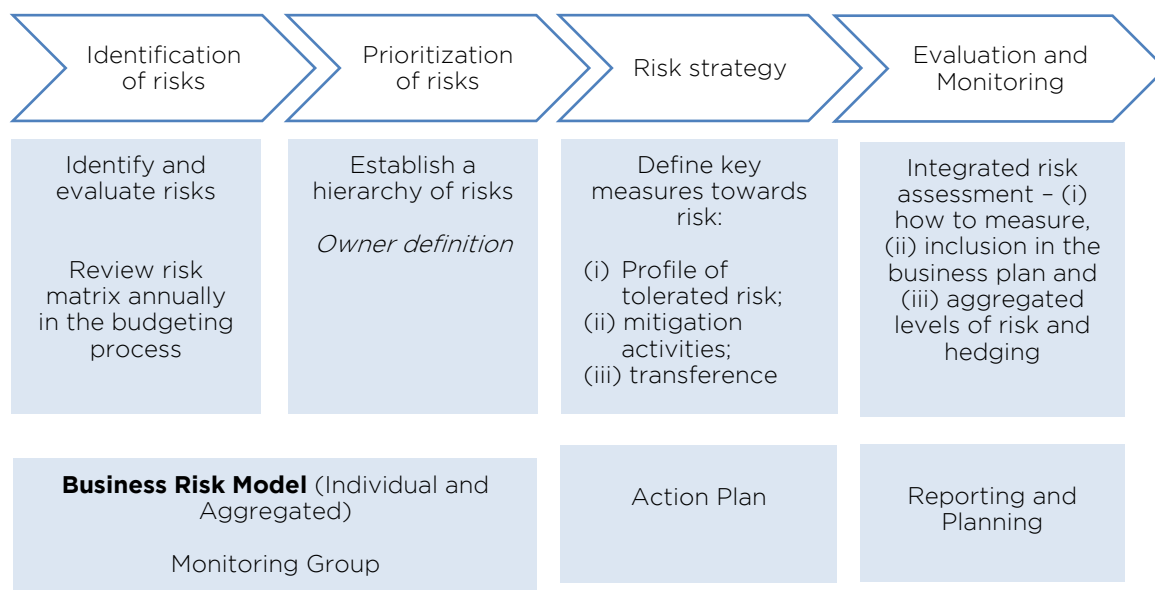 Identification
of risks
Prioritization
of risks
Risk strategy
Evaluation and
Monitoring
Identify and
evaluate risks
Review risk
matrix annually
in the budgeting
process
Establish a
hierarchy of risks
Owner definition
Define key
measures towards
risk:
(i) Profile of
tolerated risk;
(ii) mitigation
activities;
(iii) transference
Integrated risk
assessment – (i)
how to measure,
(ii) inclusion in the
business plan and
(iii) aggregated
levels of risk and
hedging
Business Risk Model (Individual and
Aggregated)
Monitoring Group
Action Plan
Reporting and
Planning